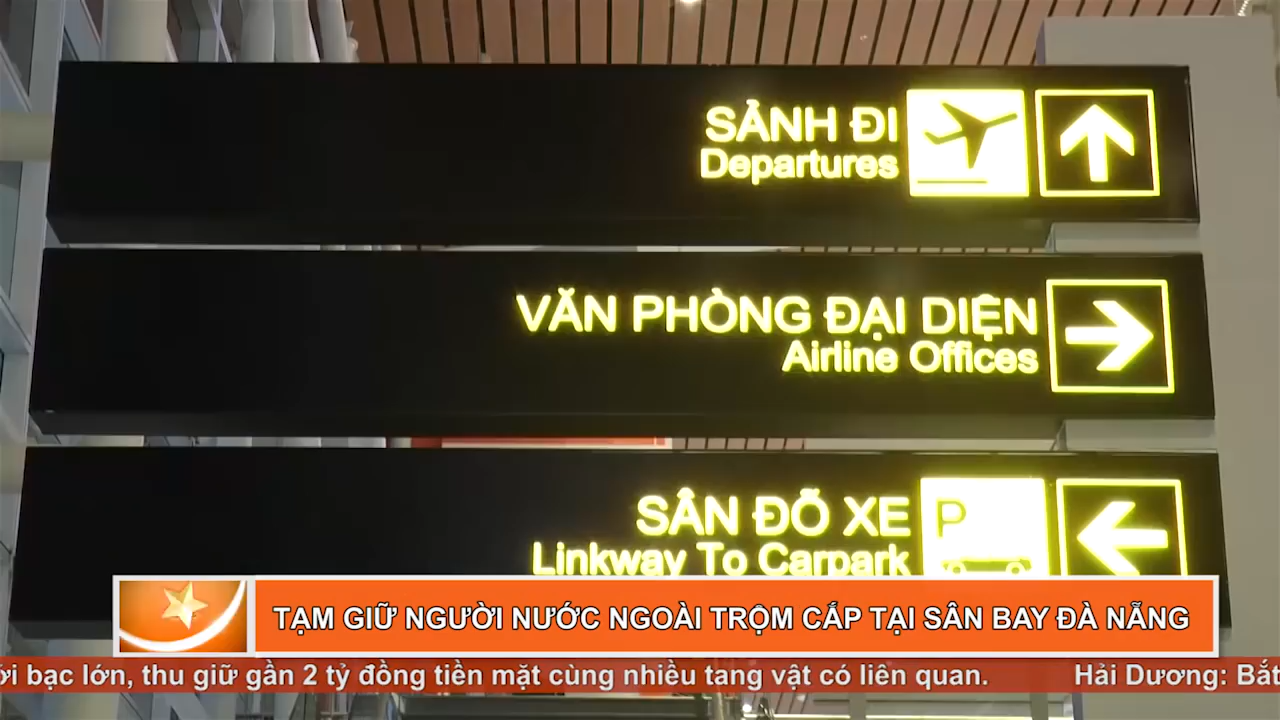 SẢNH ĐI
Departures
VĂN PHÒNG ĐẠI DIỆN
Airline Offices
SÂN ĐỖ XE
P
Linkway To Carpark
TẠM GIỮ NGƯỜI NƯỚC NGOÀI TRỘM CẮP TẠI SÂN BAY ĐÀ NẴNG
bạc lớn, thu giữ gần 2 tỷ đồng tiền mặt cùng nhiều tang vật có liên quan. Hải Dương: Bắt